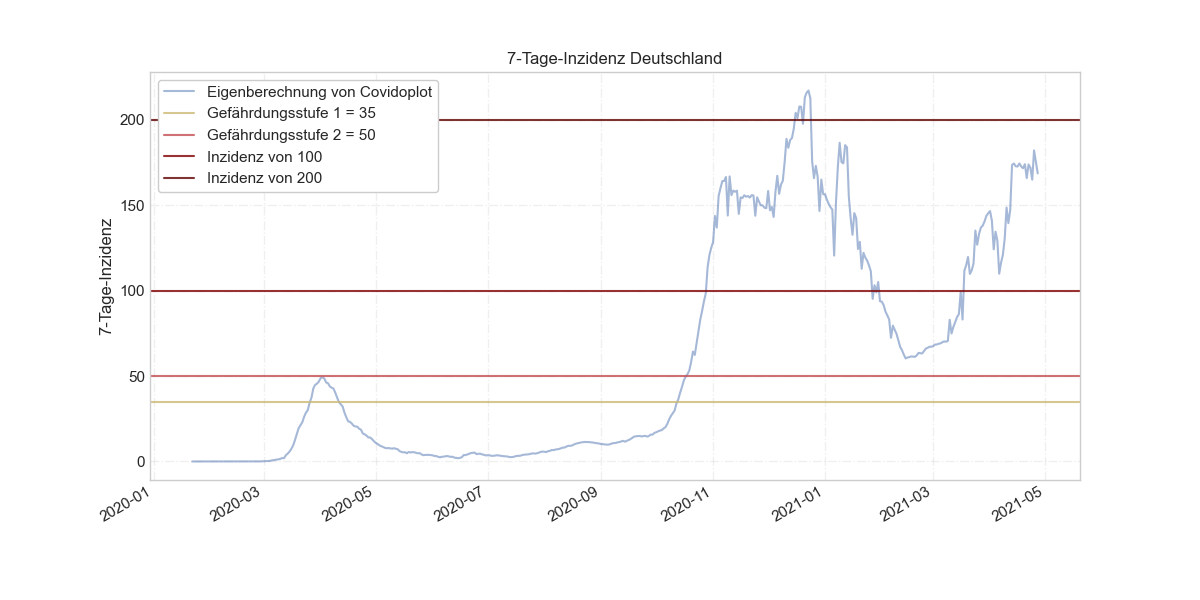 7-Tage-Inzidenz Deutschland
Eigenberechnung von Covidoplot
Gefährdungsstufe 1 = 35
Gefährdungsstufe 2 = 50
Inzidenz von 100
Inzidenz von 200
7-Tage-Inzidenz
200
150
100
50
0
2020-01
2020-03
2020-05
2020-07
2020-09
2020-11
2021-01
2021-03
2021-05